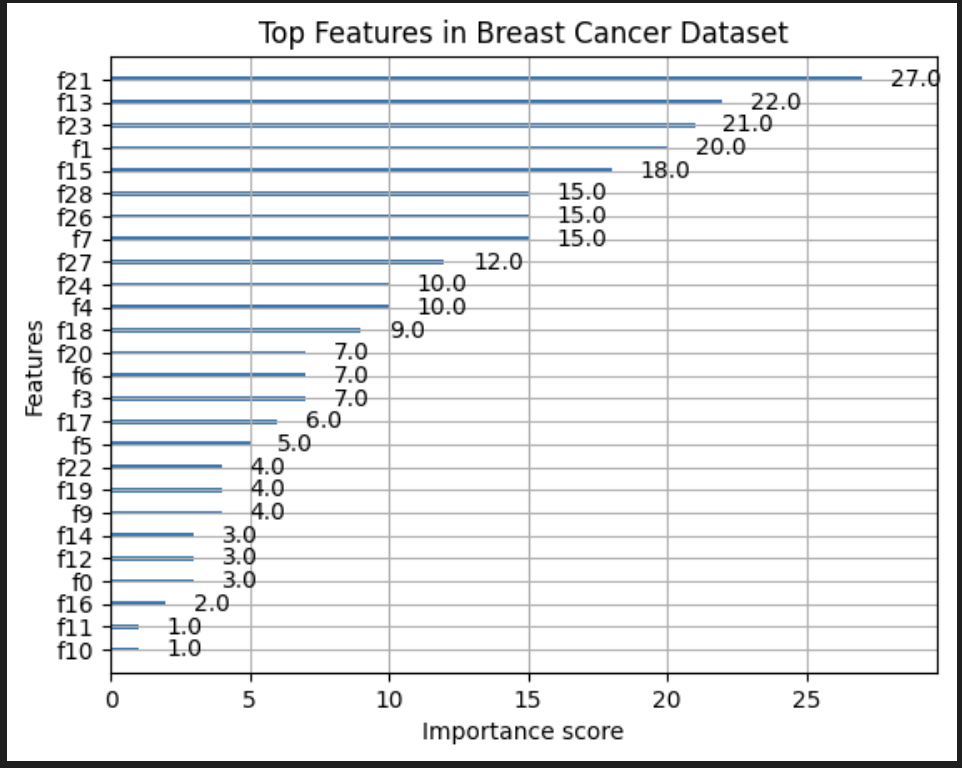 Top Features in Breast Cancer Dataset
f21 27.0
f13 22.0
f23 21.0
f1 20.0
f15 18.0
f28 15.0
f26 15.0
f7 15.0
f27 12.0
f24 10.0
f4 10.0
f18 9.0
f20 7.0
f6 7.0
f3 7.0
f17 6.0
f5 5.0
f22 4.0
f19 4.0
f9 4.0
f14 3.0
f12 3.0
f0 3.0
f16 2.0
f11 1.0
f10 1.0
Features
0 5 10 15 20 25
Importance score